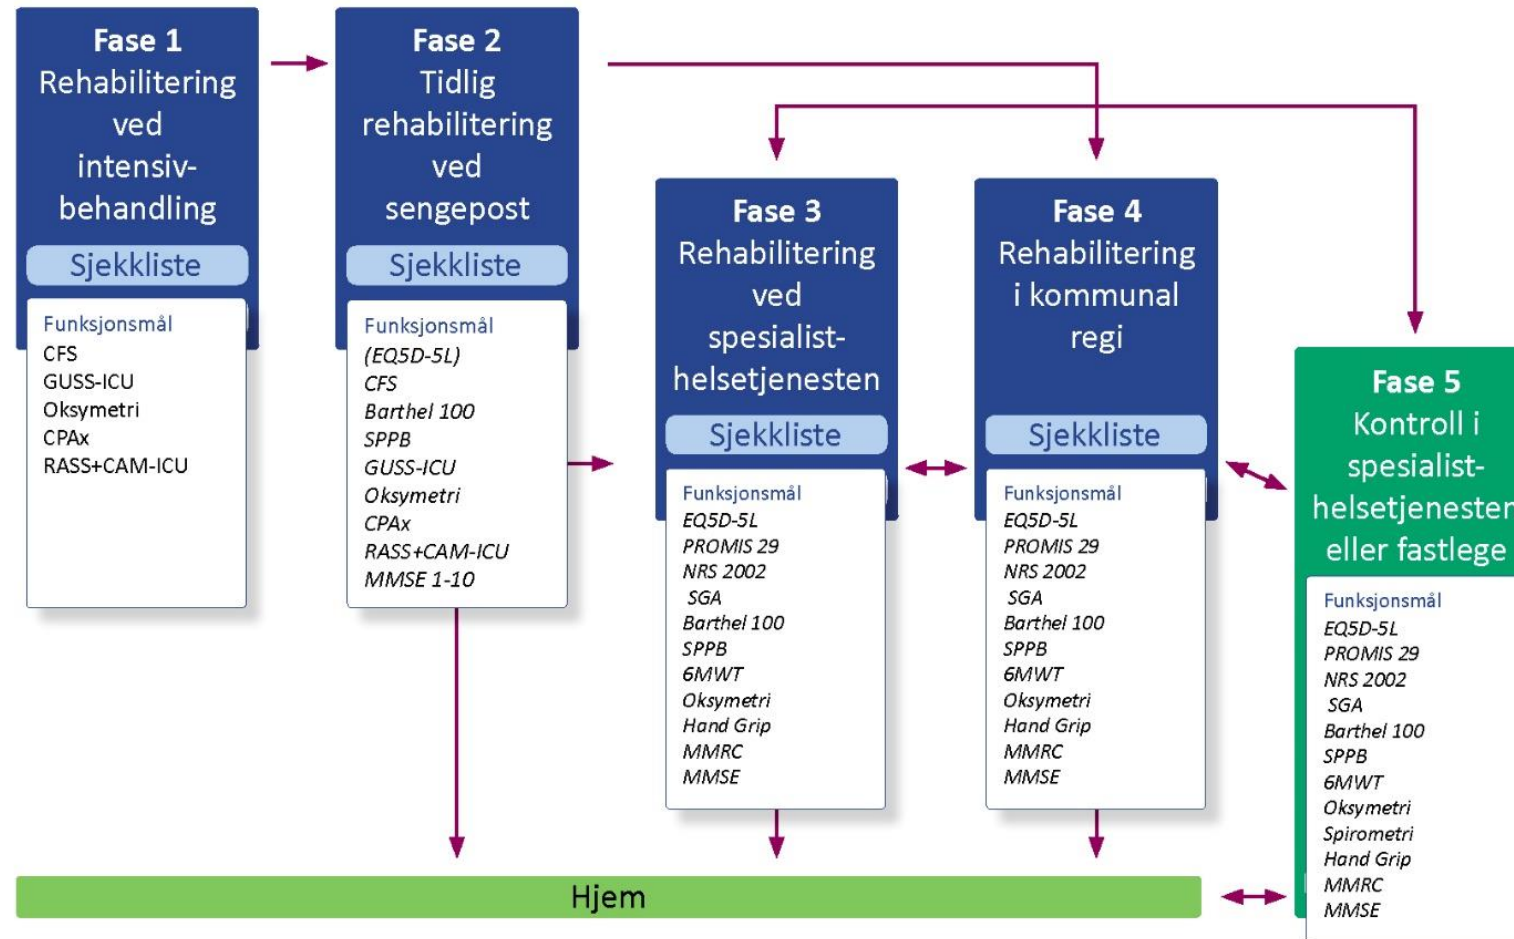 Fase 1
Rehabilitering
ved
intensiv-
behandling
Sjekkliste
Funksjonsmål
CFS
GUSS-ICU
Oksymetri
CPAx
RASS+CAM-ICU
Fase 2
Tidlig
rehabilitering
ved
sengepost
Sjekkliste
Funksjonsmål
(EQ5D-5L)
CFS
Barthel 100
SPPB
GUSS-ICU
Oksymetri
CPAx
RASS+CAM-ICU
MMSE 1-10
Fase 3
Rehabilitering
ved
spesialist-
helsetjenesten
Sjekkliste
Funksjonsmål
EQ5D-5L
PROMIS 29
NRS 2002
SGA
Barthel 100
SPPB
6MWT
Oksymetri
Hand Grip
MMRC
MMSE
Fase 4
Rehabilitering
i kommunal
regi
Sjekkliste
Funksjonsmål
EQ5D-5L
PROMIS 29
NRS 2002
SGA
Barthel 100
SPPB
6MWT
Oksymetri
Hand Grip
MMRC
MMSE
Fase 5
Kontroll i
spesialist-
helsetjenesten
eller fastlege
Funksjonsmål
EQ5D-5L
PROMIS 29
NRS 2002
SGA
Barthel 100
SPPB
6MWT
Oksymetri
Spirometri
Hand Grip
MMRC
MMSE
Hjem